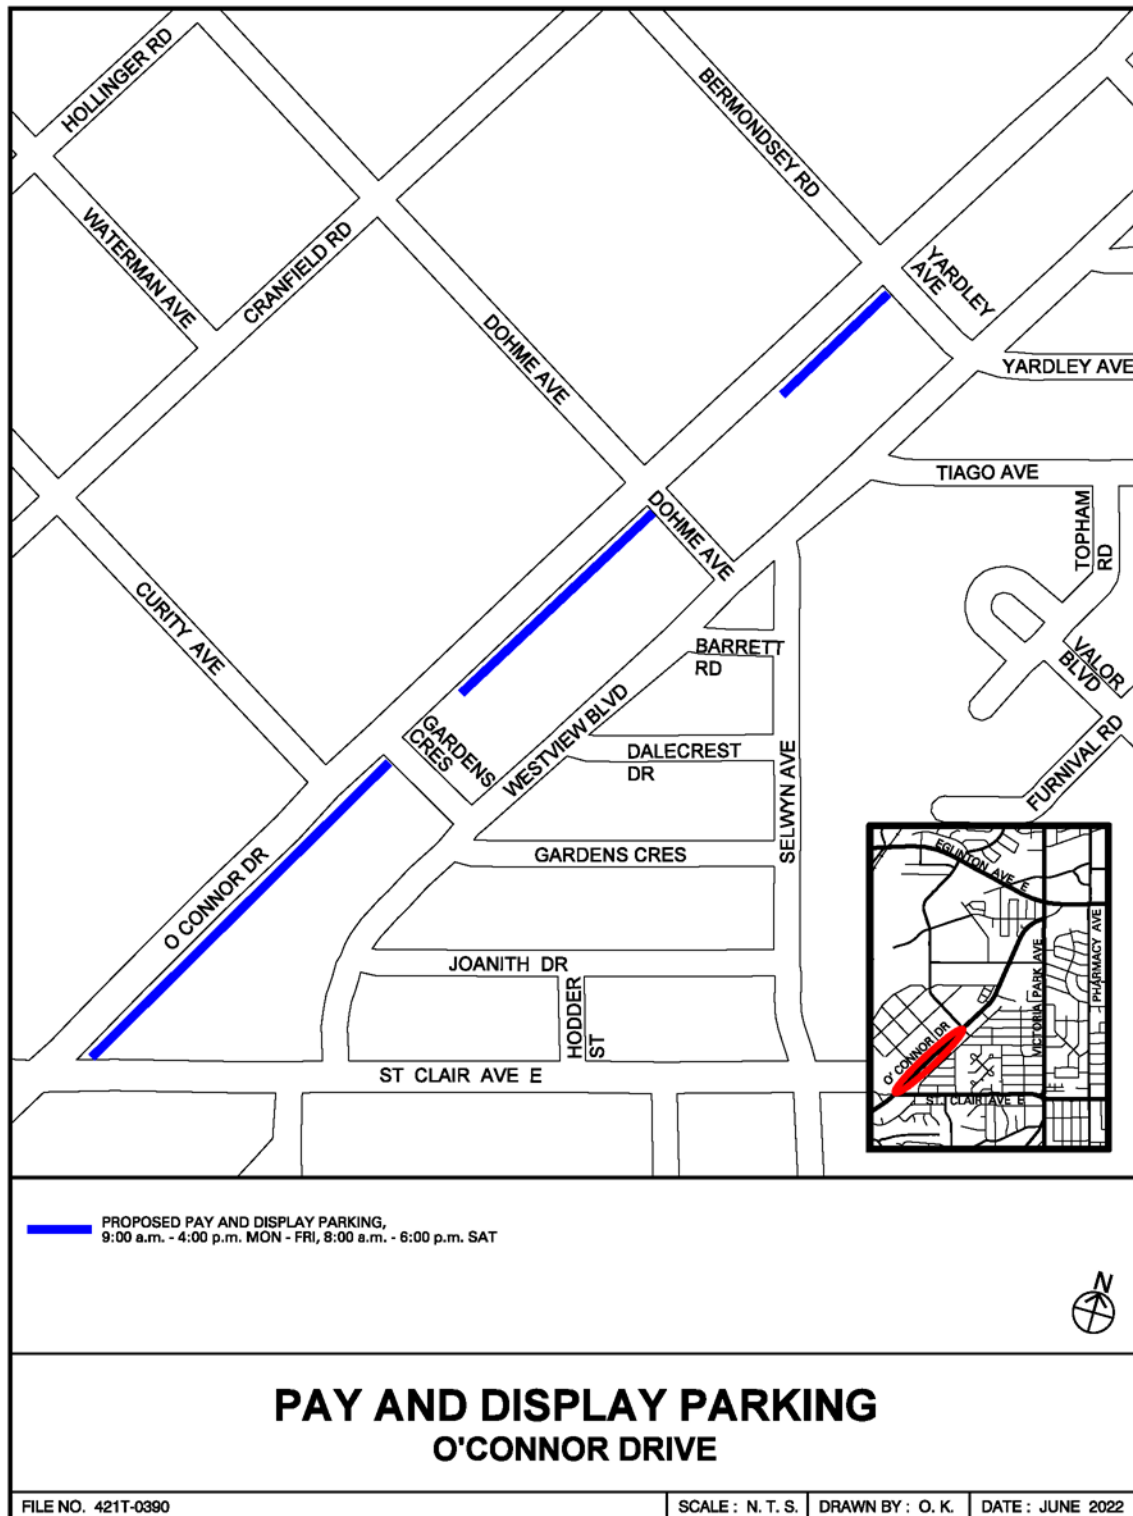 HOLLINGER RD
BERMONDSEY RD
WATERMAN AVE
CRANFIELD RD
YARDLEY
AVE
DOHME AVE
YARDLEY AVE
TIAGO AVE
DOHME AVE
TOPHAM
RD
CURITY AVE
BARRETT
RD
VALOR
BLVD
GARDENS
CRES
WESTVIEW BLVD
DALECREST
DR
SELWYN AVE
FURNIVAL RD
GARDENS CRES
O CONNOR DR
JOANITH DR
HODDER
ST
ST CLAIR AVE E
EGLINTON AVE E
VICTORIA PARK AVE
PHARMACY AVE
O' CONNOR DR
ST. CLAIR AVE E
PROPOSED PAY AND DISPLAY PARKING,
9:00 a.m. - 4:00 p.m. MON - FRI, 8:00 a.m. - 6:00 p.m. SAT
N
PAY AND DISPLAY PARKING
O'CONNOR DRIVE
FILE NO. 421T-0390
SCALE : N. T. S.
DRAWN BY : O. K.
DATE : JUNE 2022